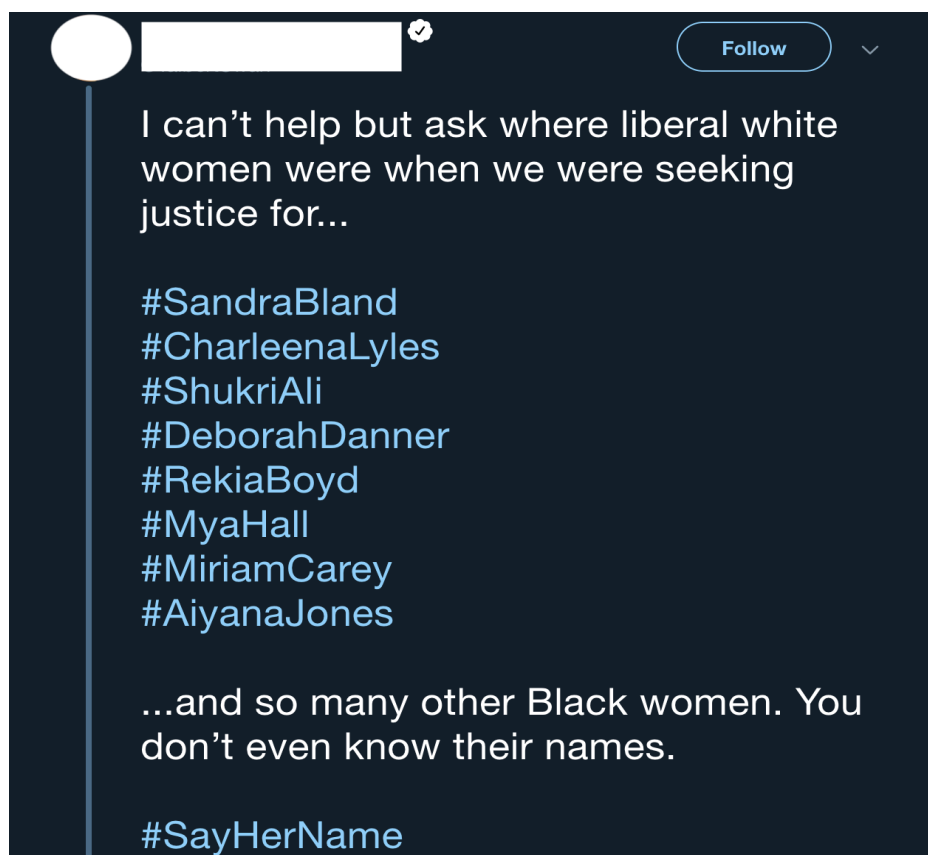 Follow
I can’t help but ask where liberal white
women were when we were seeking
justice for...
#SandraBland
#CharleenaLyles
#ShukriAli
#DeborahDanner
#RekiaBoyd
#MyaHall
#MiriamCarey
#AiyanaJones
...and so many other Black women. You
don’t even know their names.
#SayHerName